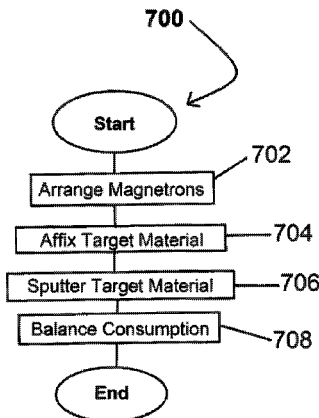 700
Start
702
Arrange Magnetrons
704
Affix Target Material
706
Sputter Target Material
Balance Consumption
708
End